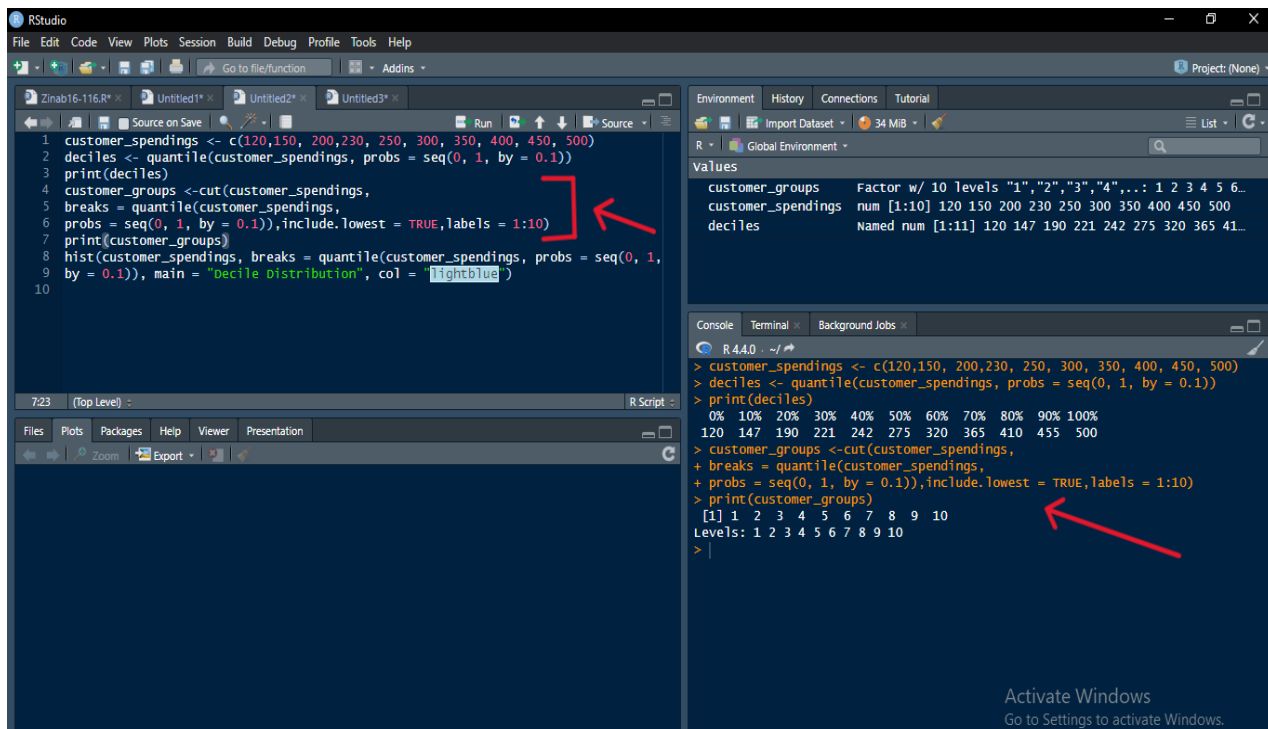 RStudio
File Edit Code View Plots Session Build Debug Profile Tools Help
Go to file/function Addins
Project: (None)
Zinab16-116.R* Untitled1* Untitled2* Untitled3*
Source on Save Run Source
1 customer_spendings <- c(120,150, 200,230, 250, 300, 350, 400, 450, 500)
2 deciles <- quantile(customer_spendings, probs = seq(0, 1, by = 0.1))
3 print(deciles)
4 customer_groups <-cut(customer_spendings,
5 breaks = quantile(customer_spendings,
6 probs = seq(0, 1, by = 0.1)),include.lowest = TRUE,labels = 1:10)
7 print(customer_groups)
8 hist(customer_spendings, breaks = quantile(customer_spendings, probs = seq(0, 1,
9 by = 0.1)), main = "Decile Distribution", col = "lightblue")
10
7:23 (Top Level) R Script
Files Plots Packages Help Viewer Presentation
Zoom Export
Environment History Connections Tutorial
Import Dataset 34 MiB List
R Global Environment
Values
customer_groups Factor w/ 10 levels "1","2","3","4",..: 1 2 3 4 5 6…
customer_spendings num [1:10] 120 150 200 230 250 300 350 400 450 500
deciles Named num [1:11] 120 147 190 221 242 275 320 365 41…
Console Terminal Background Jobs
R 4.4.0 · ~/
> customer_spendings <- c(120,150, 200,230, 250, 300, 350, 400, 450, 500)
> deciles <- quantile(customer_spendings, probs = seq(0, 1, by = 0.1))
> print(deciles)
0% 10% 20% 30% 40% 50% 60% 70% 80% 90% 100%
120 147 190 221 242 275 320 365 410 455 500
> customer_groups <-cut(customer_spendings,
+ breaks = quantile(customer_spendings,
+ probs = seq(0, 1, by = 0.1)),include.lowest = TRUE,labels = 1:10)
> print(customer_groups)
[1] 1 2 3 4 5 6 7 8 9 10
Levels: 1 2 3 4 5 6 7 8 9 10
>
Activate Windows
Go to Settings to activate Windows.